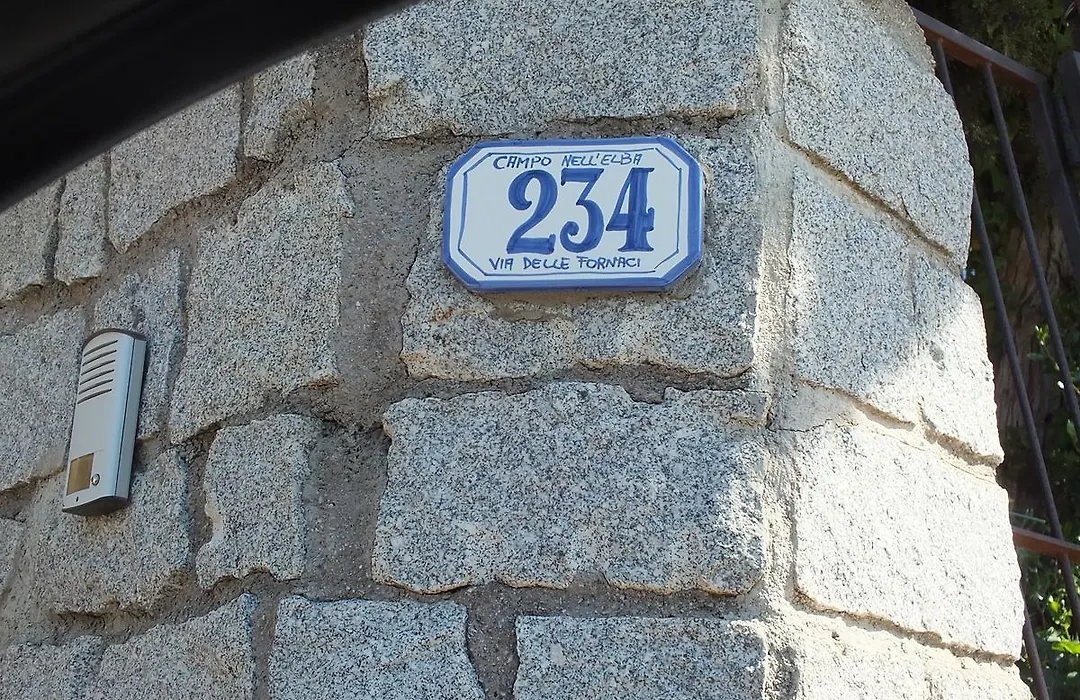 CAMPO NELL'ELBA
234
VIA DELLE FORNACI